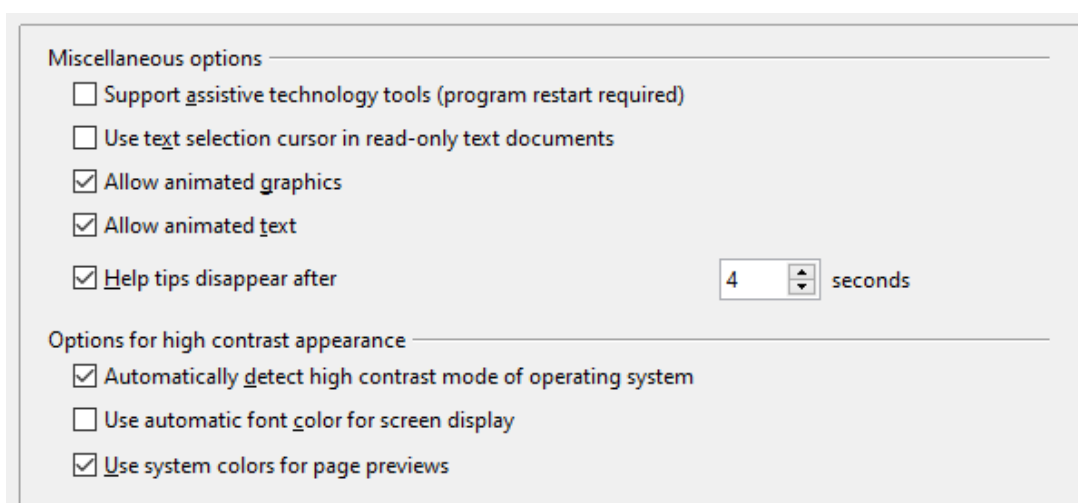 Miscellaneous options
Support assistive technology tools (program restart required)
Use text selection cursor in read-only text documents
Allow animated graphics
Allow animated text
Help tips disappear after 4 seconds
Options for high contrast appearance
Automatically detect high contrast mode of operating system
Use automatic font color for screen display
Use system colors for page previews